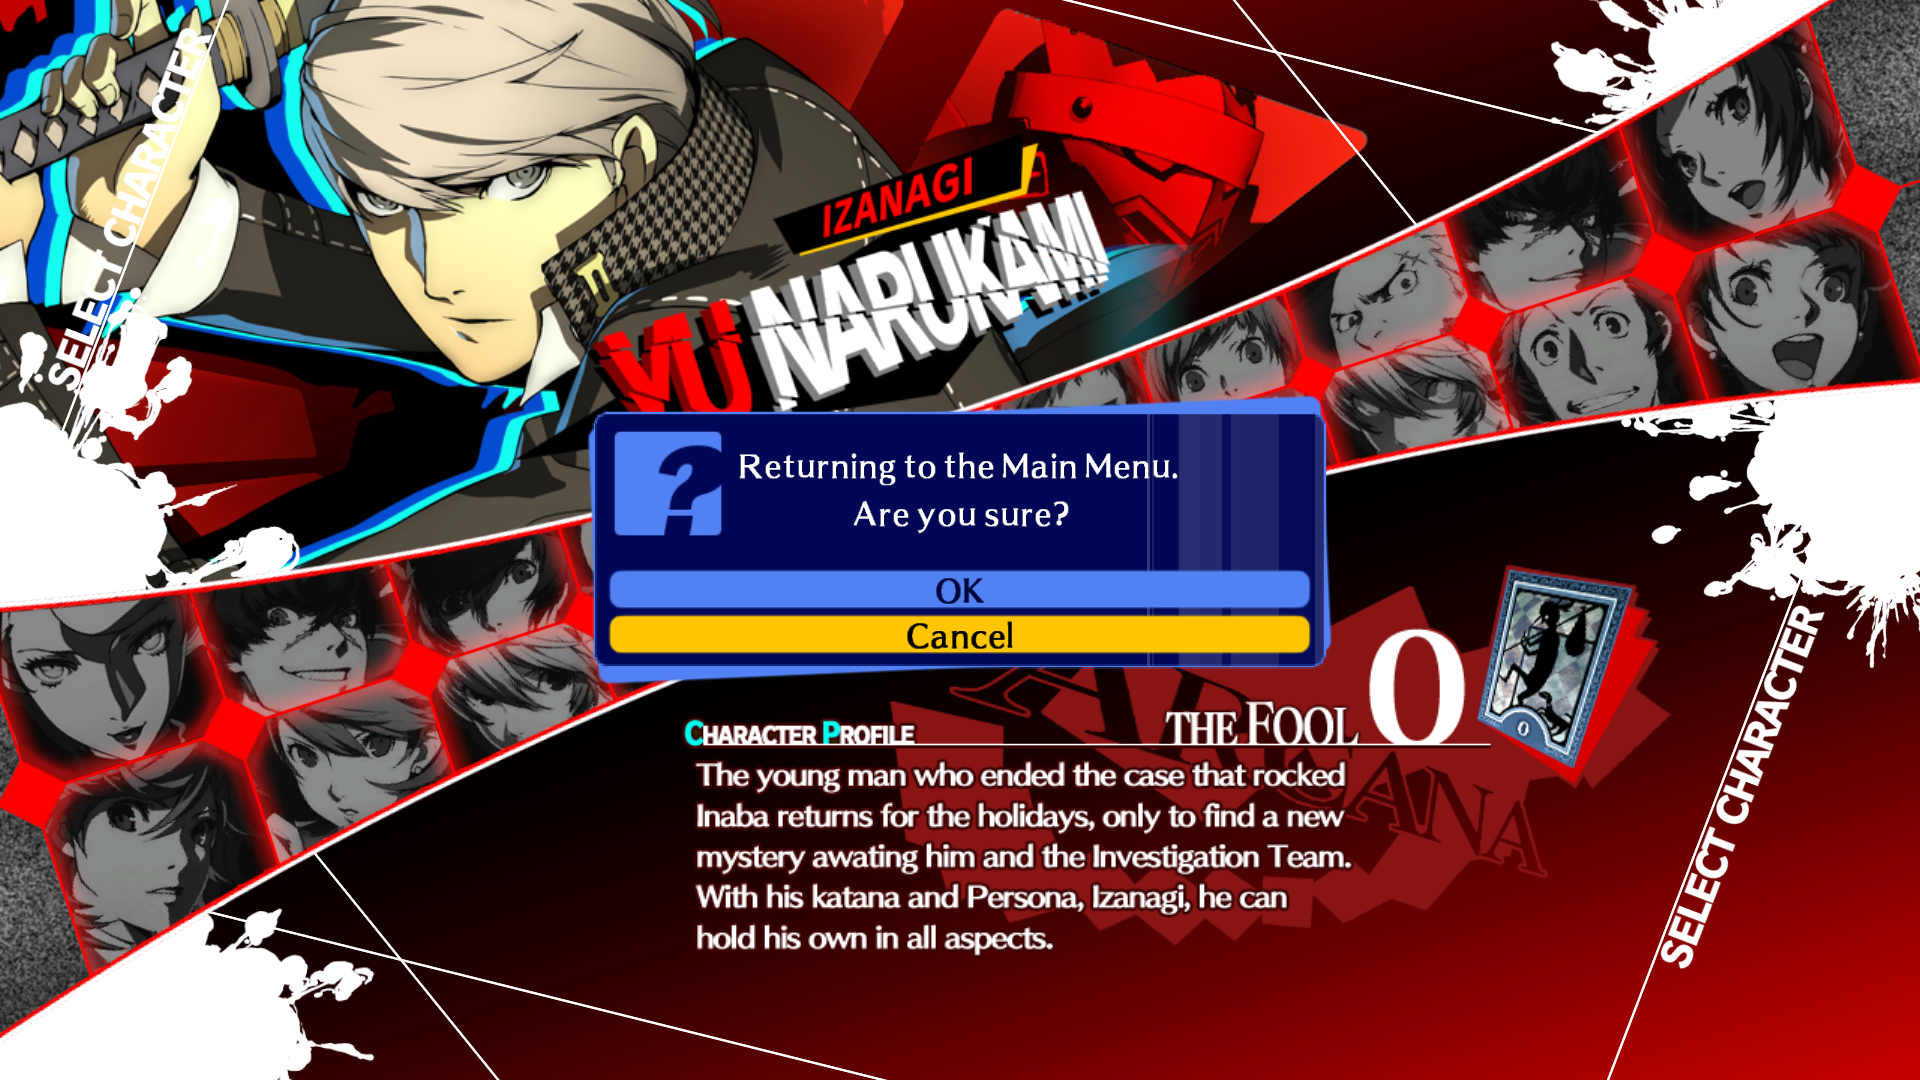 SELECT CHARACTER
IZANAGI
YU NARUKAMI
Returning to the Main Menu.
Are you sure?
OK
Cancel
ARCANA
CHARACTER PROFILE
THE FOOL 0
0
The young man who ended the case that rocked
Inaba returns for the holidays, only to find a new
mystery awating him and the Investigation Team.
With his katana and Persona, Izanagi, he can
hold his own in all aspects.
SELECT CHARACTER